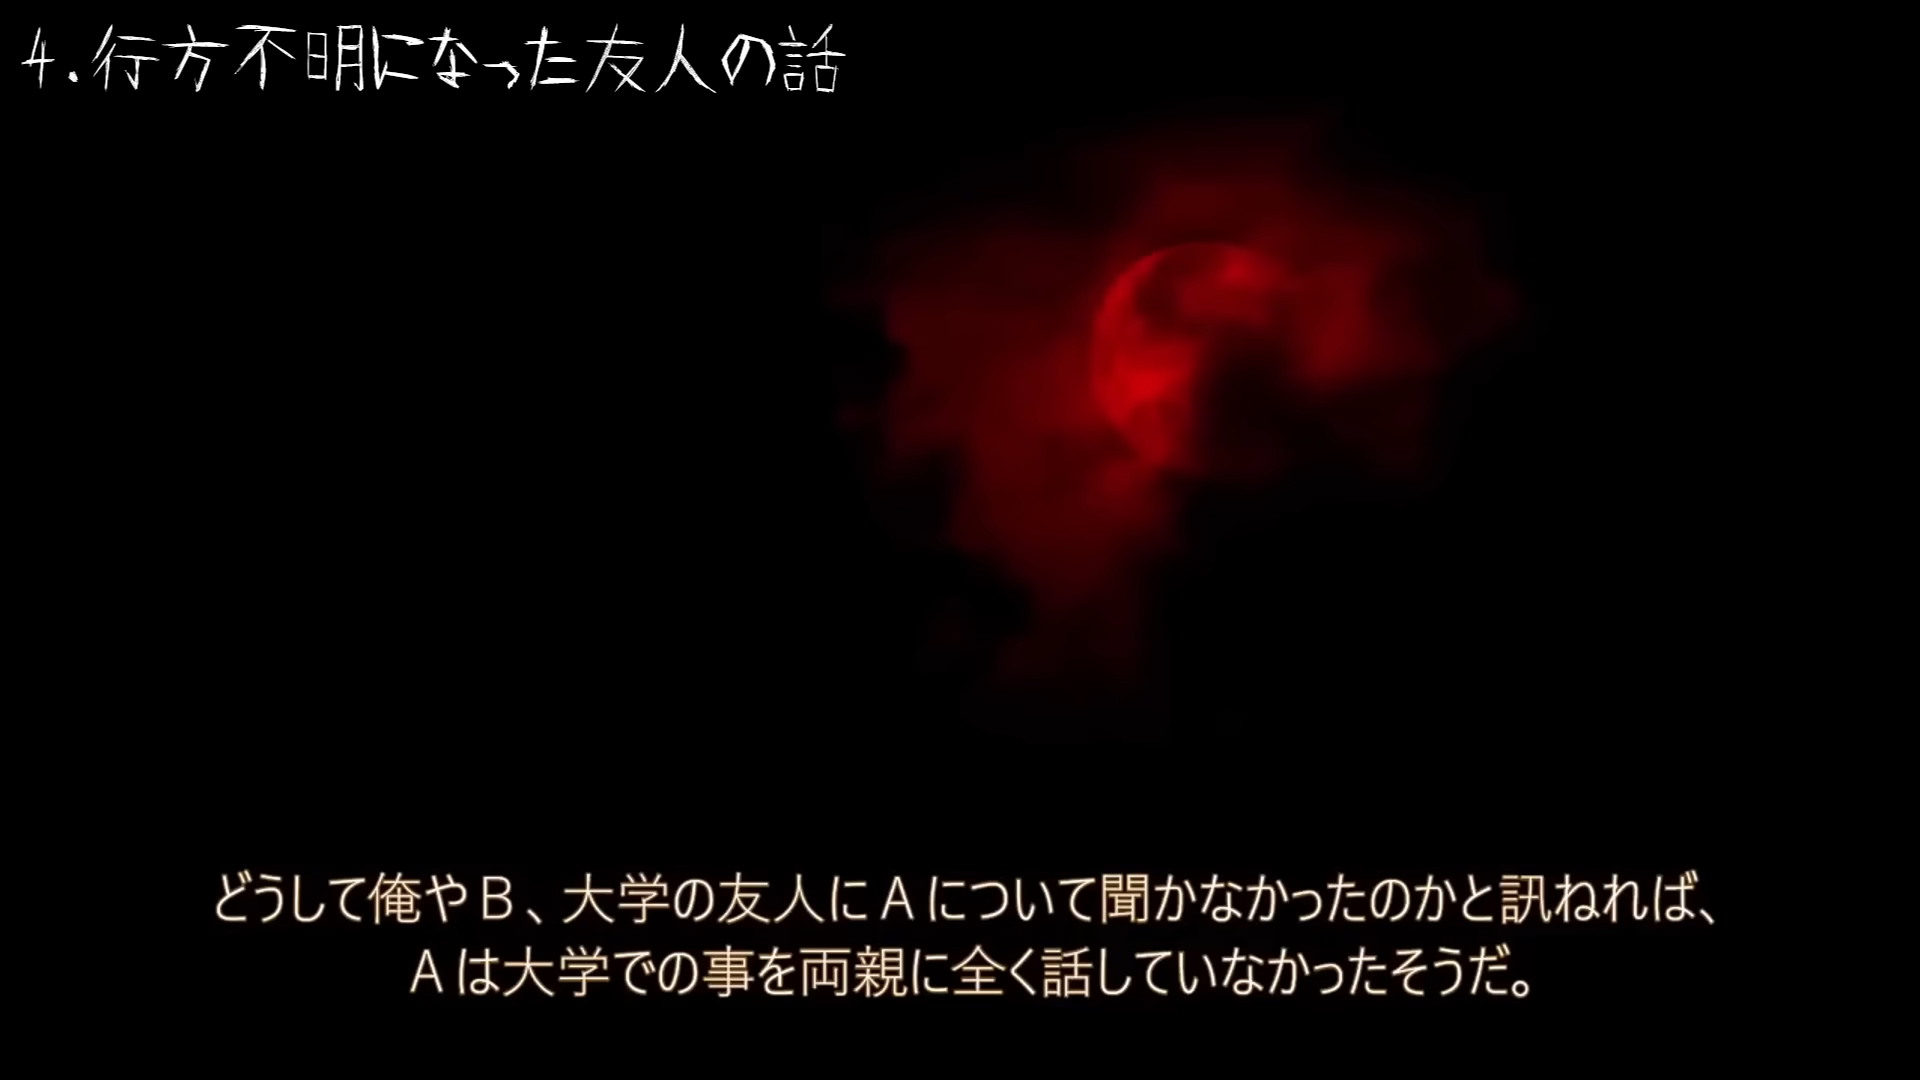 4.行方不明になった友人の話
どうして俺やB、大学の友人にAについて聞かなかったのかと訊ねれば、
Aは大学での事を両親に全く話していなかったそうだ。